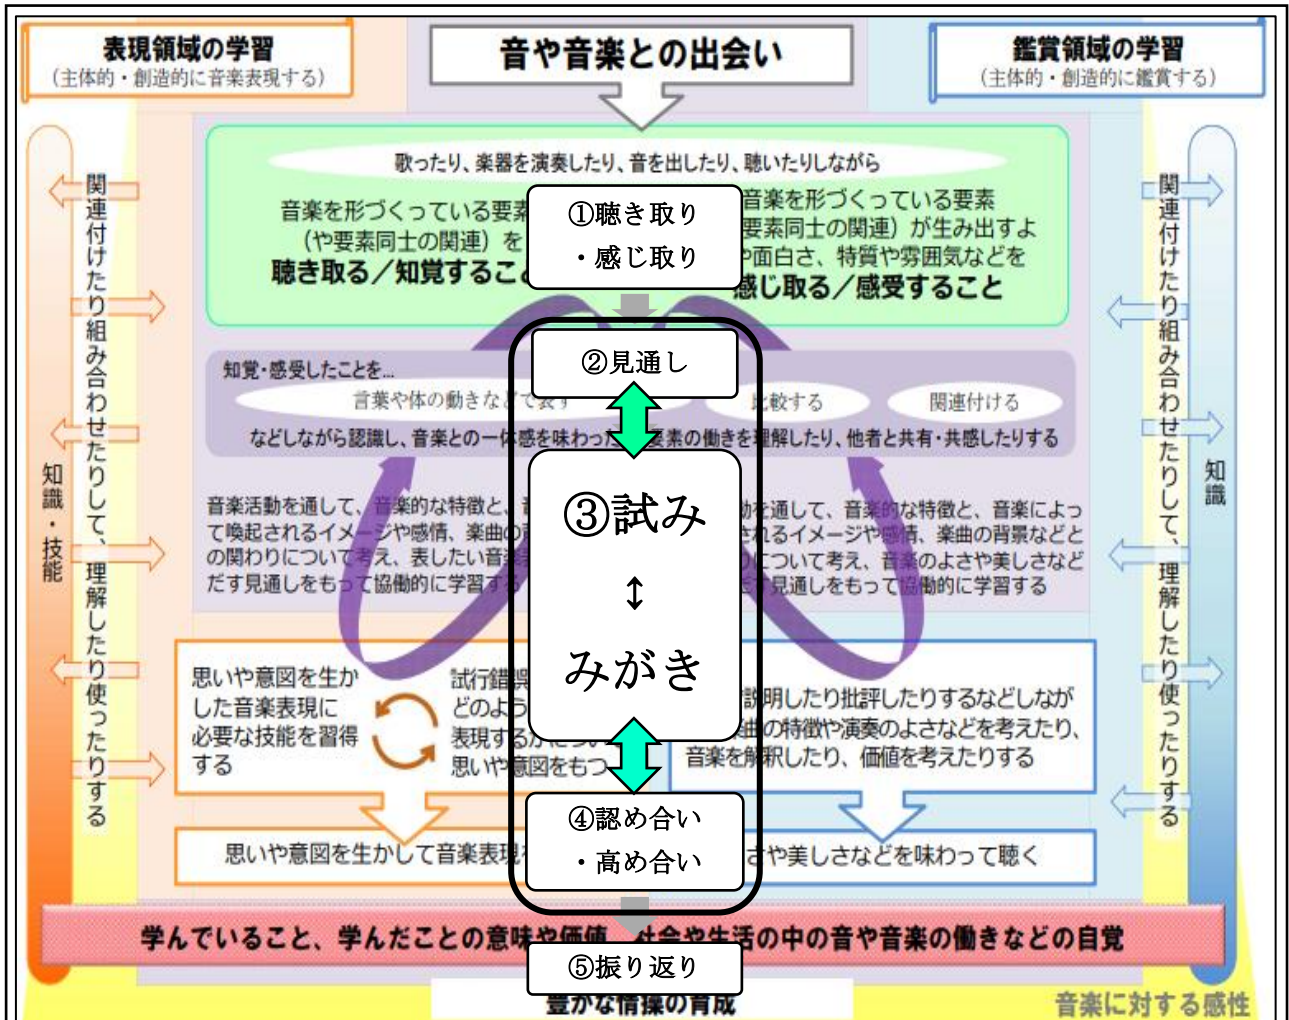 表現領域の学習
(主体的・創造的に音楽表現する)
音や音楽との出会い
鑑賞領域の学習
(主体的・創造的に鑑賞する)
歌ったり、楽器を演奏したり、音を出したり、聴いたりしながら
音楽を形づくっている要素
(や要素同士の関連)を
聴き取る/知覚すること
音楽を形づくっている要素
要素同士の関連)が生み出すよ
や面白さ、特質や雰囲気などを
感じ取る/感受すること
①聴き取り
・感じ取り
②見通し
知覚・感受したことを…
言葉や体の動きなどで表す
比較する
関連付ける
などしながら認識し、音楽との一体感を味わった
要素の働きを理解したり、他者と共有・共感したりする
音楽活動を通して、音楽的な特徴と、
て喚起されるイメージや感情、楽曲の
の関わりについて考え、表したい音楽
だす見通しをもって協働的に学習する
動を通して、音楽的な特徴と、音楽によっ
されるイメージや感情、楽曲の背景などと
について考え、音楽のよさや美しさなど
だす見通しをもって協働的に学習する
③試み
↕
みがき
思いや意図を生か
した音楽表現に
必要な技能を習得
する
試行錯誤
どのよう
表現するかについ
思いや意図をもつ
説明したり批評したりするなどしなが
楽曲の特徴や演奏のよさなどを考えたり、
音楽を解釈したり、価値を考えたりする
④認め合い
・高め合い
思いや意図を生かして音楽表現
さや美しさなどを味わって聴く
学んでいること、学んだことの意味や価値、社会や生活の中の音や音楽の働きなどの自覚
⑤振り返り
豊かな情操の育成
音楽に対する感性
知識・技能
関連付けたり組み合わせたりして、理解したり使ったりする
関連付けたり組み合わせたりして、理解したり使ったりする
知識